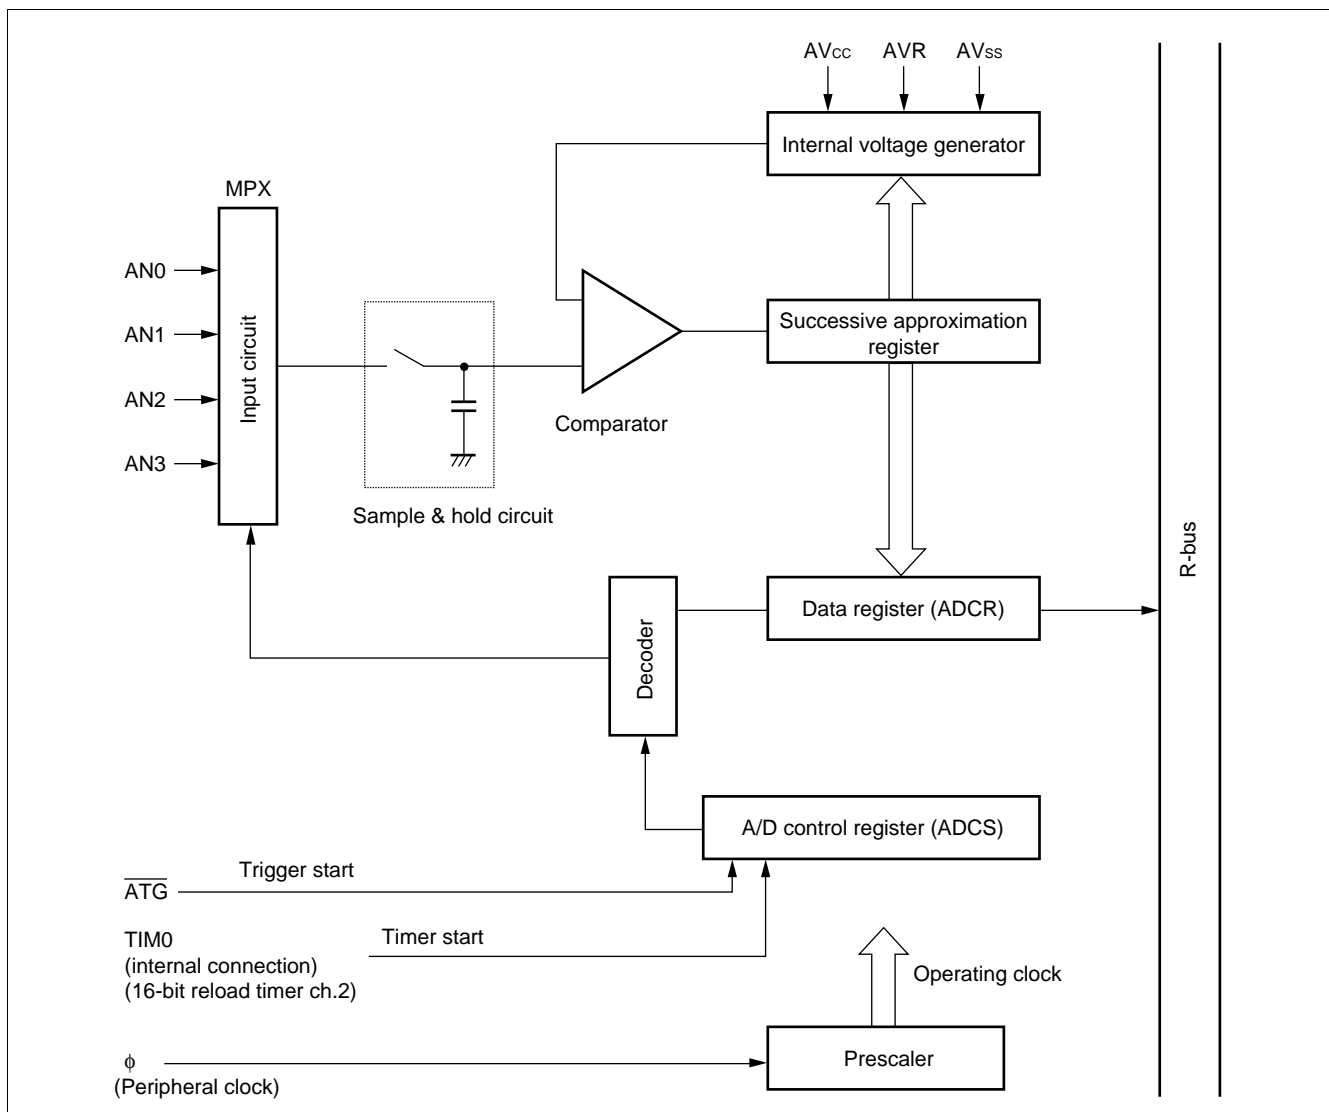 AVCC AVR AVSS
Internal voltage generator
MPX
AN0
AN1
AN2
AN3
Input circuit
Successive approximation
register
Comparator
Sample & hold circuit
R-bus
Data register (ADCR)
Decoder
A/D control register (ADCS)
Trigger start
ATG
TIM0
Timer start
(internal connection)
(16-bit reload timer ch.2)
Operating clock
ϕ
(Peripheral clock)
Prescaler